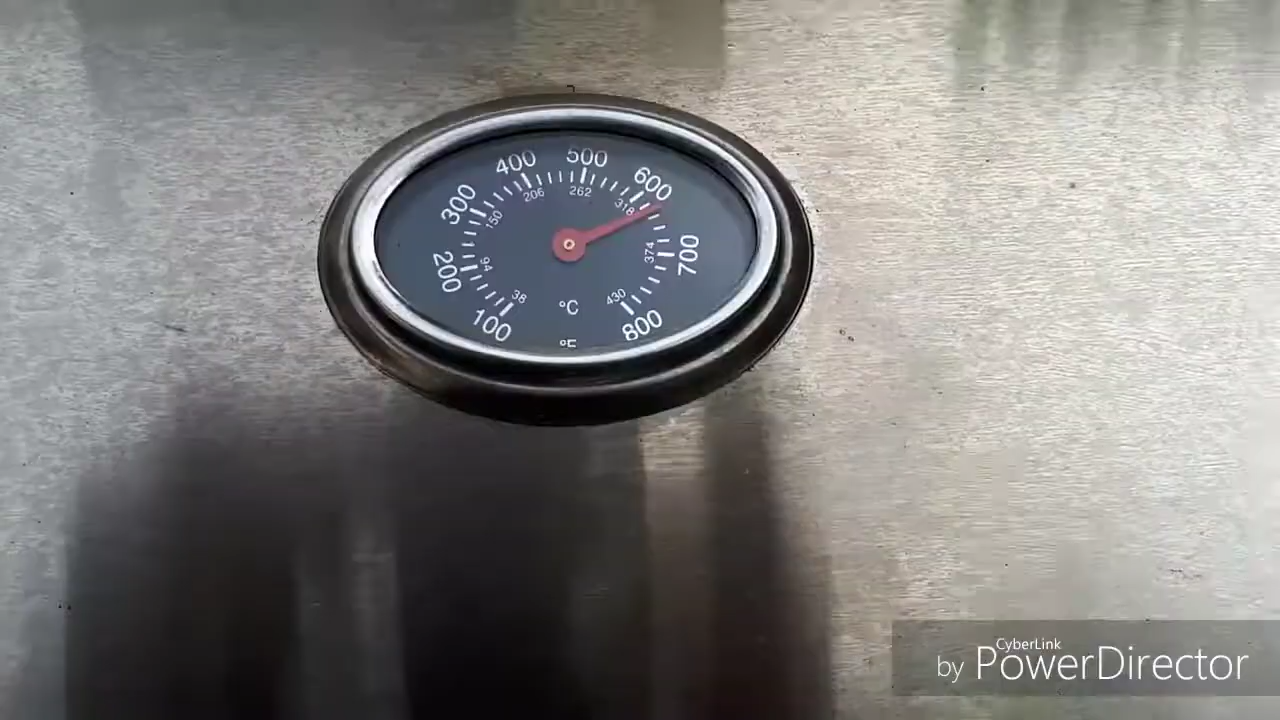 400 500 600
300 206 262 318
150
200 94 374 700
38 °C 430
100 °F 800
CyberLink
by PowerDirector